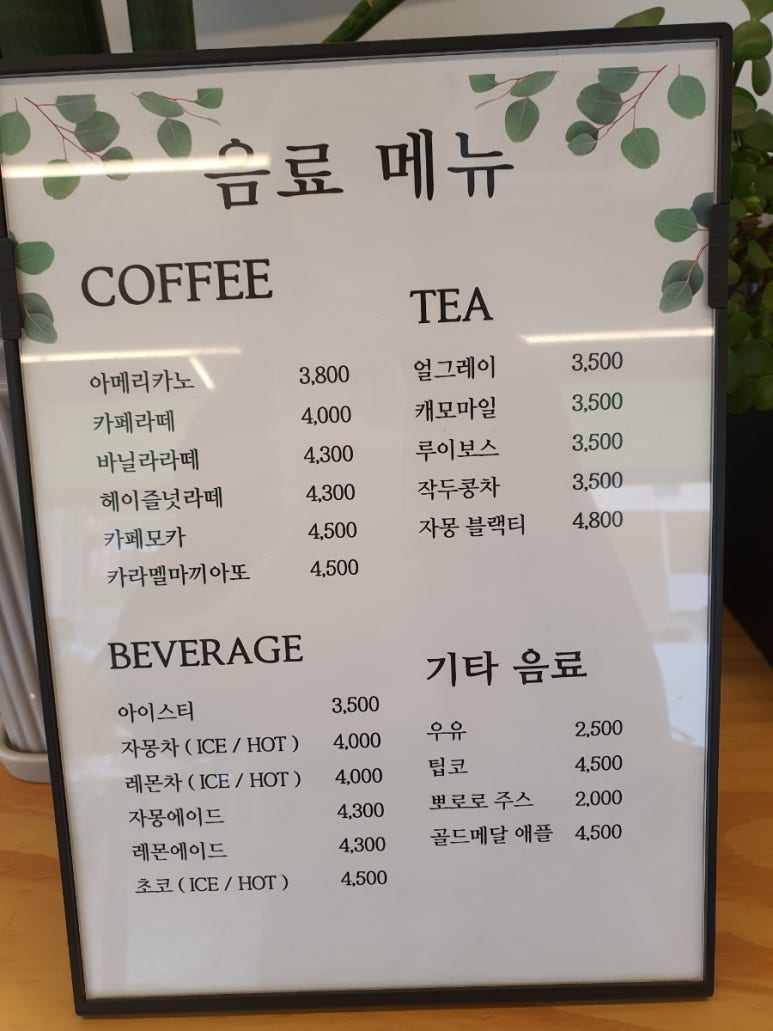 음료 메뉴
COFFEE
아메리카노 3,800
카페라떼 4,000
바닐라라떼 4,300
헤이즐넛라떼 4,300
카페모카 4,500
카라멜마끼아또 4,500
TEA
얼그레이 3,500
캐모마일 3,500
루이보스 3,500
작두콩차 3,500
자몽 블랙티 4,800
BEVERAGE
아이스티 3,500
자몽차 ( ICE / HOT ) 4,000
레몬차 ( ICE / HOT ) 4,000
자몽에이드 4,300
레몬에이드 4,300
초코 ( ICE / HOT ) 4,500
기타 음료
우유 2,500
팁코 4,500
뽀로로 주스 2,000
골드메달 애플 4,500